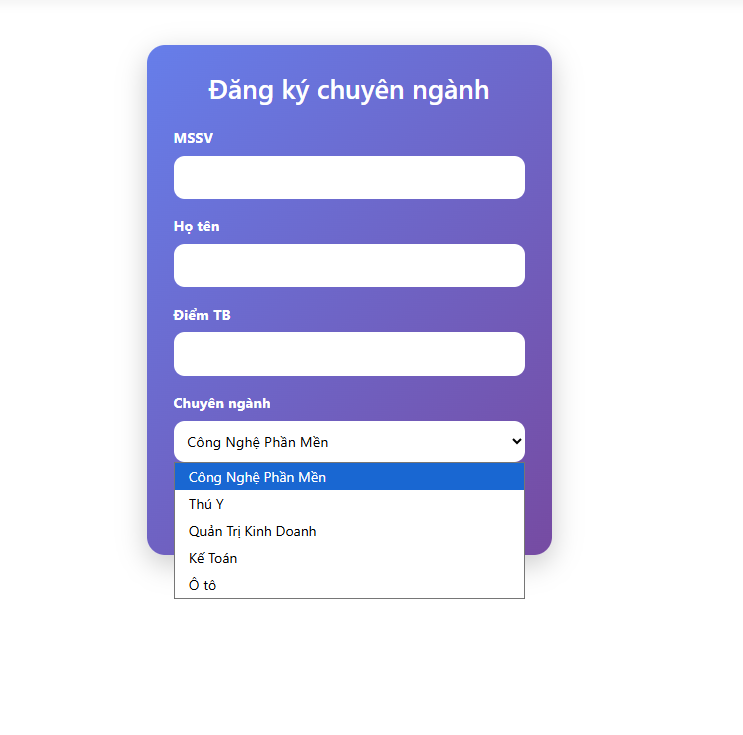 Đăng ký chuyên ngành
MSSV
Họ tên
Điểm TB
Chuyên ngành
Công Nghệ Phần Mền
Công Nghệ Phần Mền
Thú Y
Quản Trị Kinh Doanh
Kế Toán
Ô tô